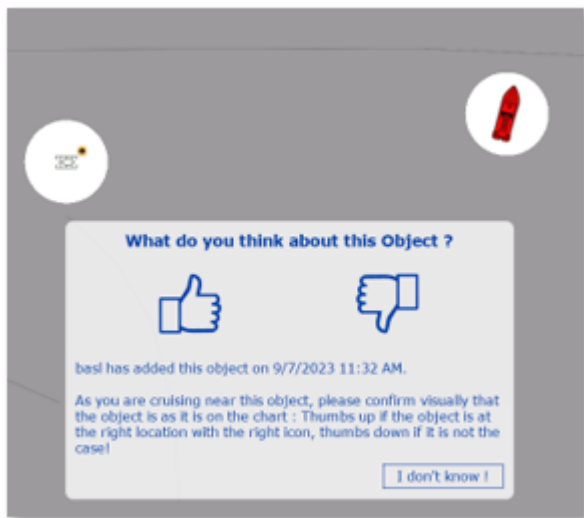 What do you think about this Object ?
basl has added this object on 9/7/2023 11:32 AM.
As you are cruising near this object, please confirm visually that
the object is as it is on the chart : Thumbs up if the object is at
the right location with the right icon, thumbs down if it is not the
case!
I don't know !